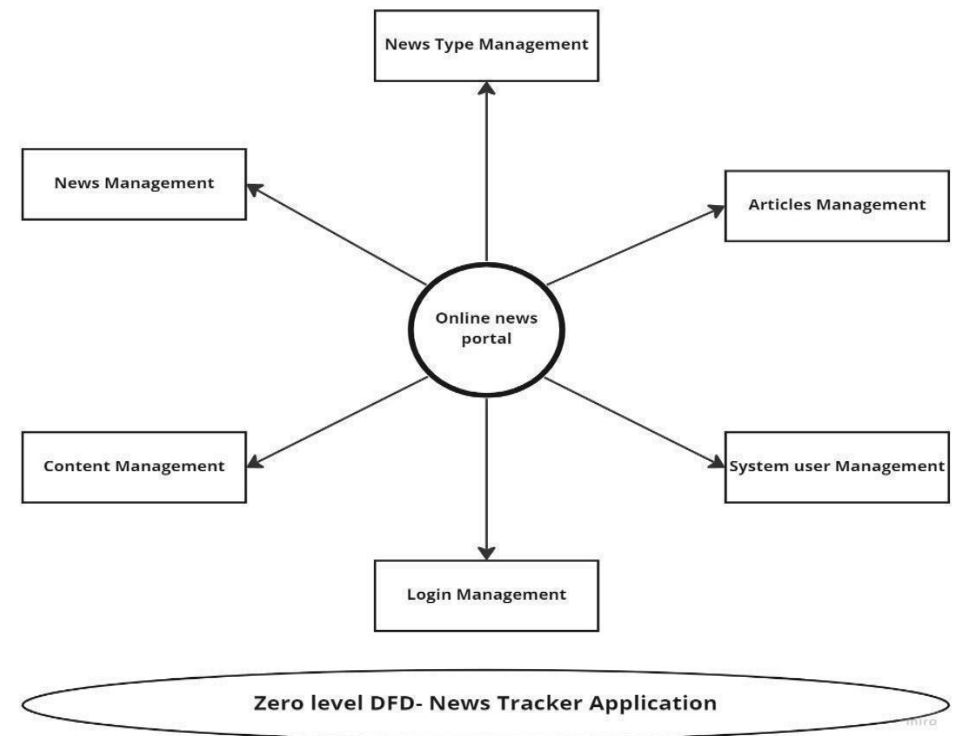 News Type Management
News Management
Articles Management
Online news
portal
Content Management
System user Management
Login Management
Zero level DFD- News Tracker Application
miro